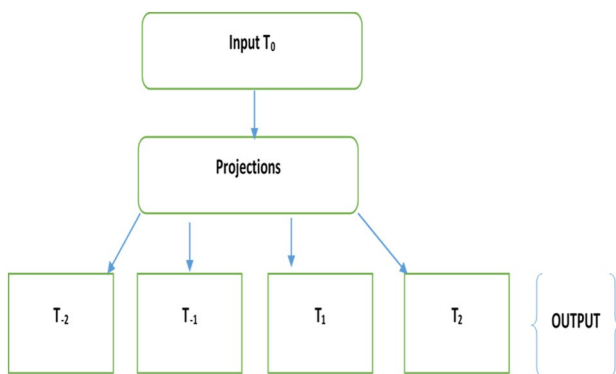 Input T₀
Projections
T₋₂
T₋₁
T₁
T₂
OUTPUT